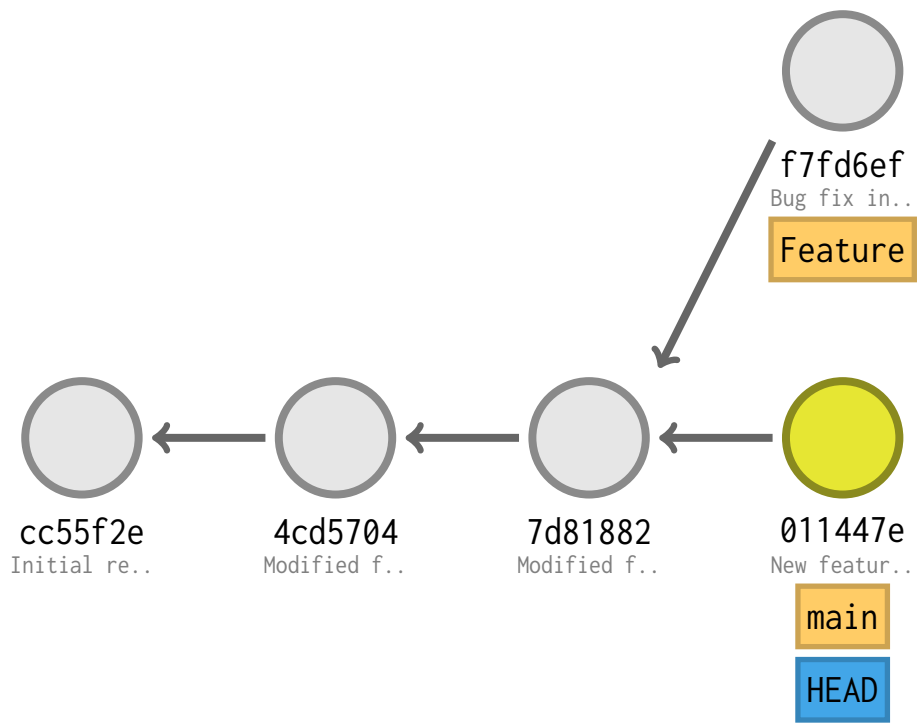 f7fd6ef
Bug fix in..
Feature
cc55f2e
Initial re..
4cd5704
Modified f..
7d81882
Modified f..
011447e
New featur..
main
HEAD